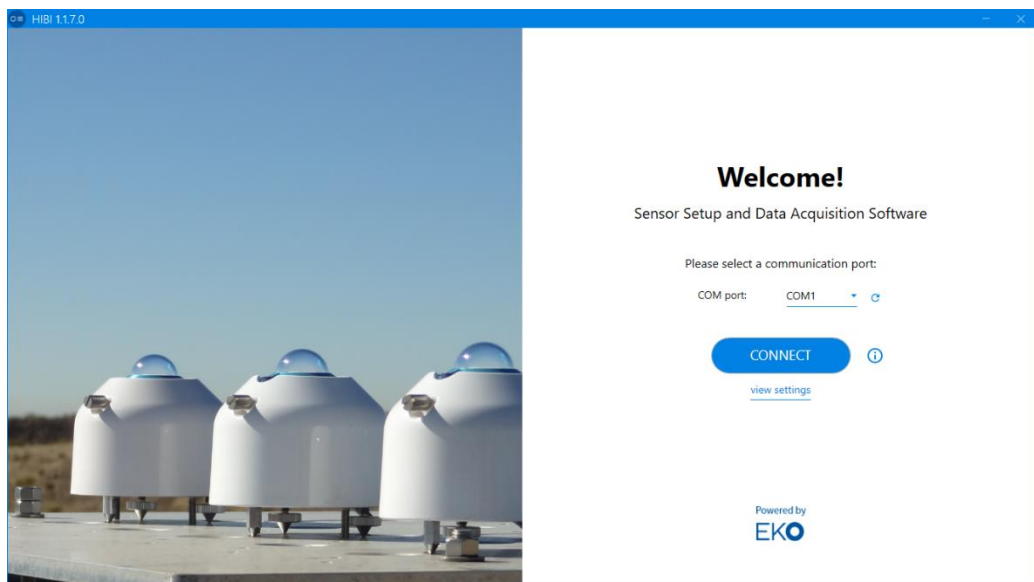 HIBI 1.1.7.0
Welcome!
Sensor Setup and Data Acquisition Software
Please select a communication port:
COM port: COM1
CONNECT
view settings
Powered by
EKO